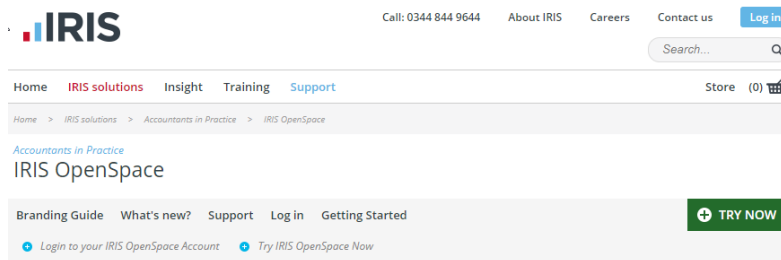 IRIS
Call: 0344 844 9644 About IRIS Careers Contact us Log in
Search...
Home IRIS solutions Insight Training Support Store (0)
Home > IRIS solutions > Accountants in Practice > IRIS OpenSpace
Accountants in Practice
IRIS OpenSpace
Branding Guide What's new? Support Log in Getting Started TRY NOW
Login to your IRIS OpenSpace Account Try IRIS OpenSpace Now